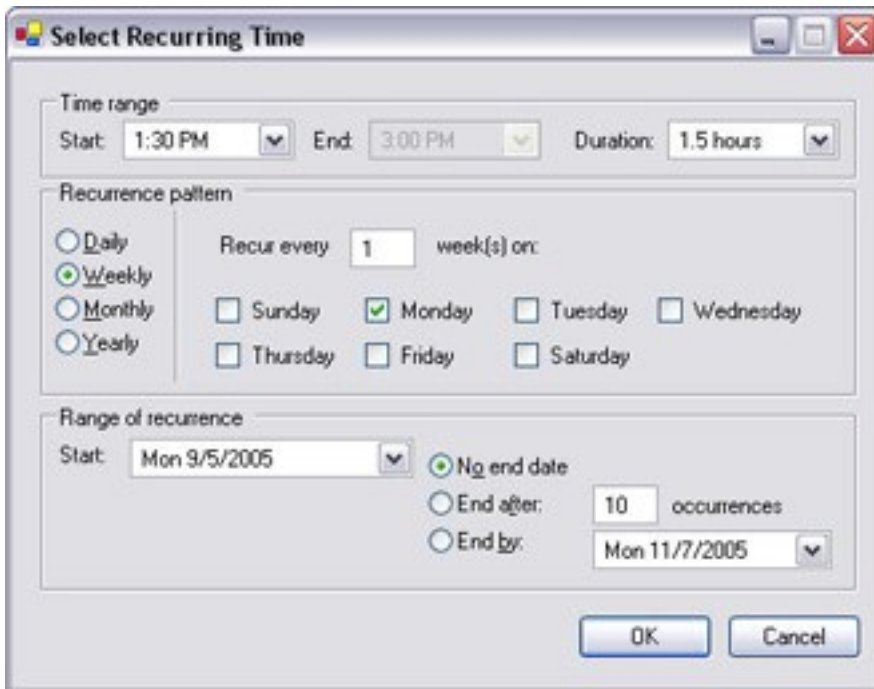 Select Recurring Time
Time range
Start: 1:30 PM End: 3:00 PM Duration: 1.5 hours
Recurrence pattern
Daily
Weekly
Monthly
Yearly
Recur every 1 week(s) on:
Sunday Monday Tuesday Wednesday
Thursday Friday Saturday
Range of recurrence
Start: Mon 9/5/2005
No end date
End after: 10 occurrences
End by: Mon 11/7/2005
OK Cancel